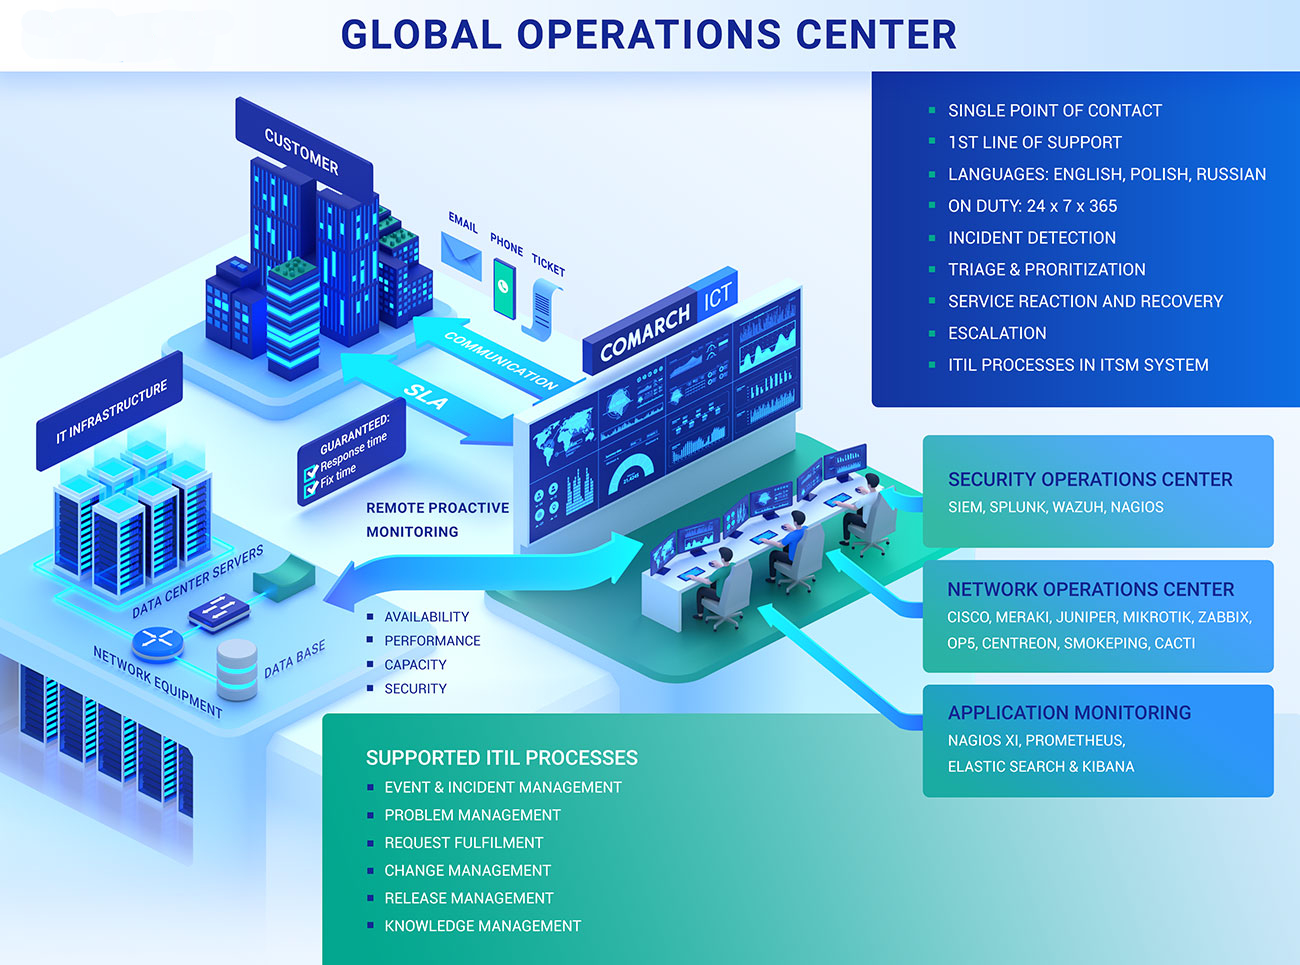 GLOBAL OPERATIONS CENTER
CUSTOMER
EMAIL
PHONE
TICKET
COMMUNICATION
SLA
COMARCH ICT
IT INFRASTRUCTURE
GUARANTEED:
Response time
Fix time
REMOTE PROACTIVE
MONITORING
AVAILABILITY
PERFORMANCE
CAPACITY
SECURITY
DATA CENTER SERVERS
NETWORK EQUIPMENT
DATA BASE
SINGLE POINT OF CONTACT
1ST LINE OF SUPPORT
LANGUAGES: ENGLISH, POLISH, RUSSIAN
ON DUTY: 24 x 7 x 365
INCIDENT DETECTION
TRIAGE & PRORITIZATION
SERVICE REACTION AND RECOVERY
ESCALATION
ITIL PROCESSES IN ITSM SYSTEM
SECURITY OPERATIONS CENTER
SIEM, SPLUNK, WAZUH, NAGIOS
NETWORK OPERATIONS CENTER
CISCO, MERAKI, JUNIPER, MIKROTIK, ZABBIX,
OP5, CENTREON, SMOKEPING, CACTI
APPLICATION MONITORING
NAGIOS XI, PROMETHEUS,
ELASTIC SEARCH & KIBANA
SUPPORTED ITIL PROCESSES
EVENT & INCIDENT MANAGEMENT
PROBLEM MANAGEMENT
REQUEST FULFILMENT
CHANGE MANAGEMENT
RELEASE MANAGEMENT
KNOWLEDGE MANAGEMENT